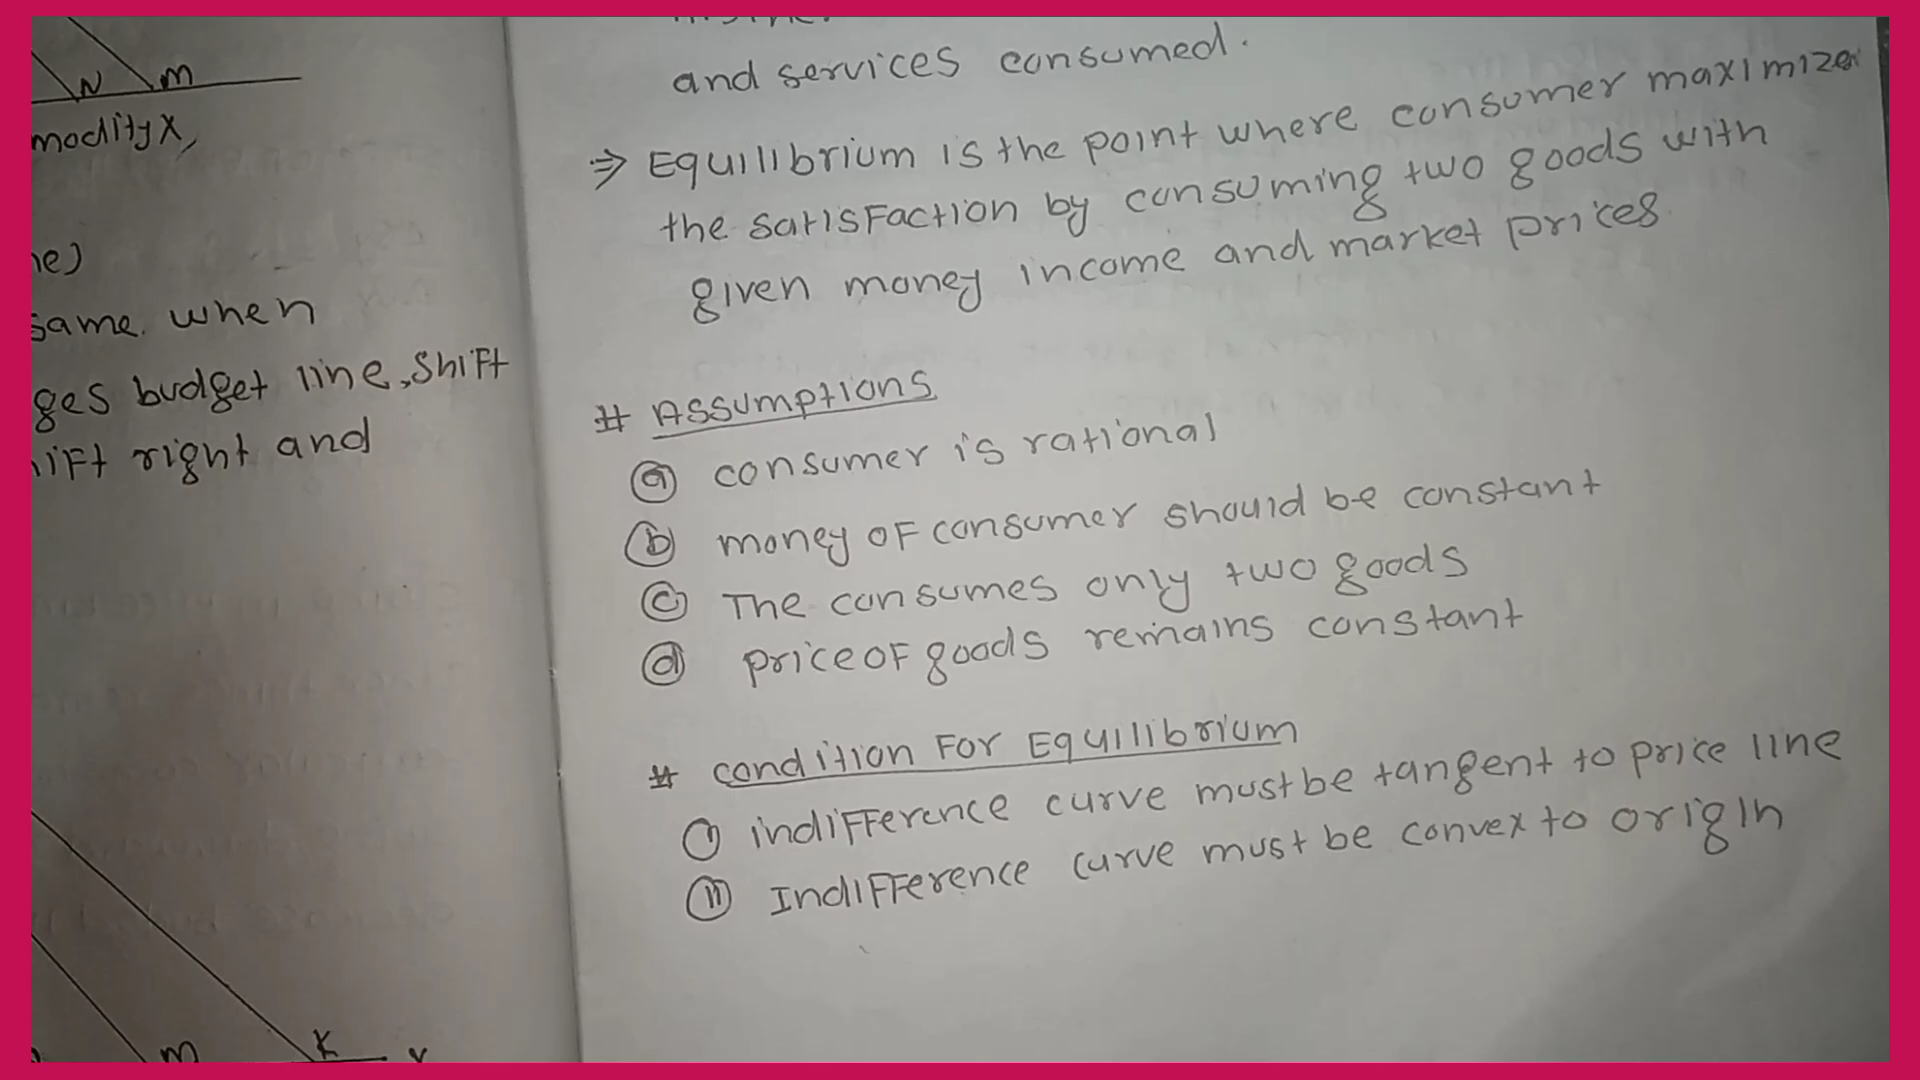 N m
modity X,
same. when
ges budget line, shift
right and
m K
and services consumed.
⇒ Equilibrium is the point where consumer maximizes
the satisfaction by consuming two goods with
given money income and market prices
# Assumptions
(a) consumer is rational
(b) money of consumer should be constant
(c) The consumes only two goods
(d) price of goods remains constant
# condition For Equilibrium
(i) indifference curve must be tangent to price line
(ii) Indifference curve must be convex to origin